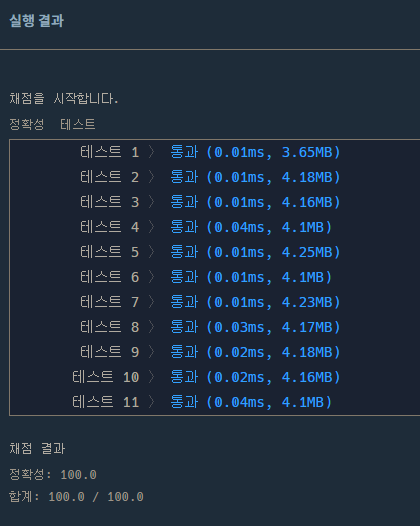 실행 결과
채점을 시작합니다.
정확성 테스트
테스트 1 〉 통과 (0.01ms, 3.65MB)
테스트 2 〉 통과 (0.01ms, 4.18MB)
테스트 3 〉 통과 (0.01ms, 4.16MB)
테스트 4 〉 통과 (0.04ms, 4.1MB)
테스트 5 〉 통과 (0.01ms, 4.25MB)
테스트 6 〉 통과 (0.01ms, 4.1MB)
테스트 7 〉 통과 (0.01ms, 4.23MB)
테스트 8 〉 통과 (0.03ms, 4.17MB)
테스트 9 〉 통과 (0.02ms, 4.18MB)
테스트 10 〉 통과 (0.02ms, 4.16MB)
테스트 11 〉 통과 (0.04ms, 4.1MB)
채점 결과
정확성: 100.0
합계: 100.0 / 100.0